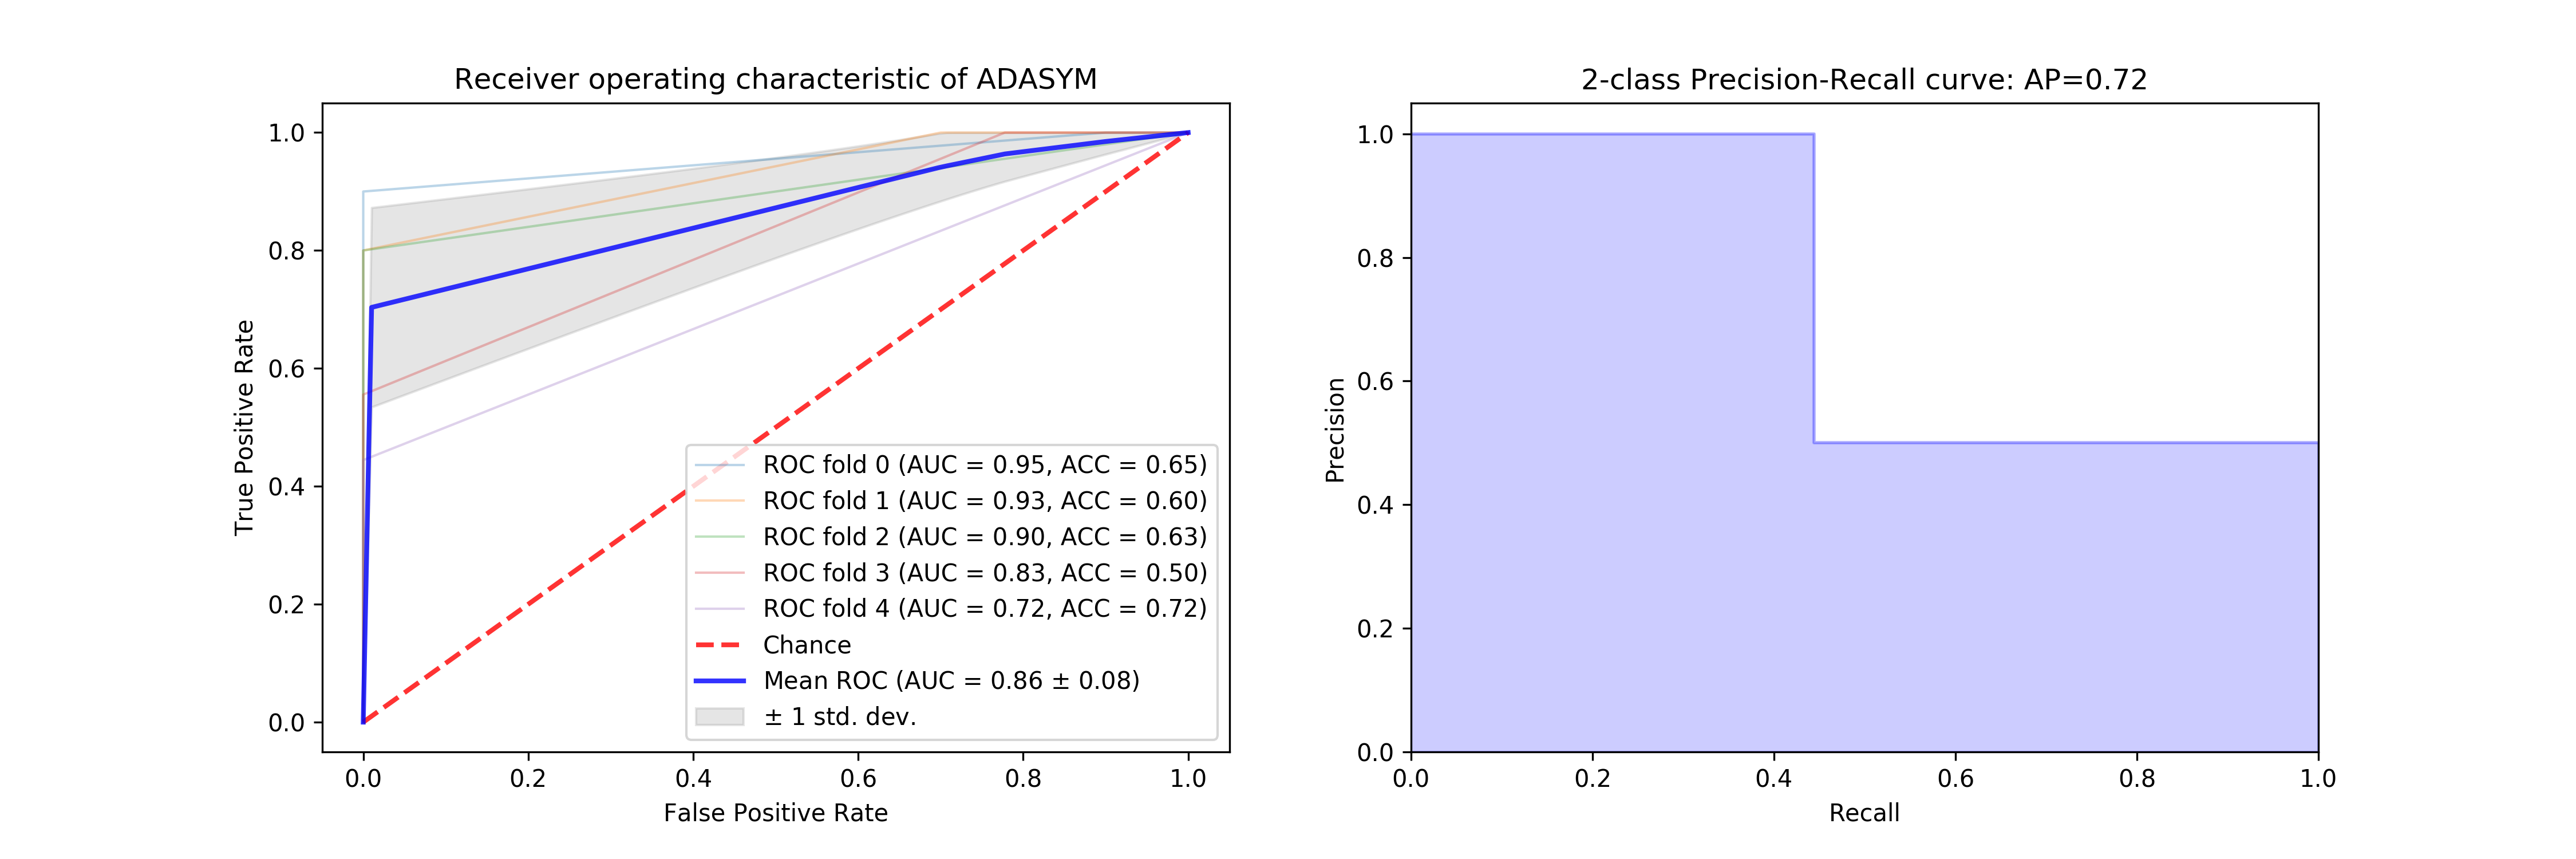 Receiver operating characteristic of ADASYM
True Positive Rate
1.0
0.8
0.6
0.4
0.2
0.0
0.0 0.2 0.4 0.6 0.8 1.0
False Positive Rate
ROC fold 0 (AUC = 0.95, ACC = 0.65)
ROC fold 1 (AUC = 0.93, ACC = 0.60)
ROC fold 2 (AUC = 0.90, ACC = 0.63)
ROC fold 3 (AUC = 0.83, ACC = 0.50)
ROC fold 4 (AUC = 0.72, ACC = 0.72)
Chance
Mean ROC (AUC = 0.86 ± 0.08)
± 1 std. dev.
2-class Precision-Recall curve: AP=0.72
Precision
1.0
0.8
0.6
0.4
0.2
0.0
0.0 0.2 0.4 0.6 0.8 1.0
Recall